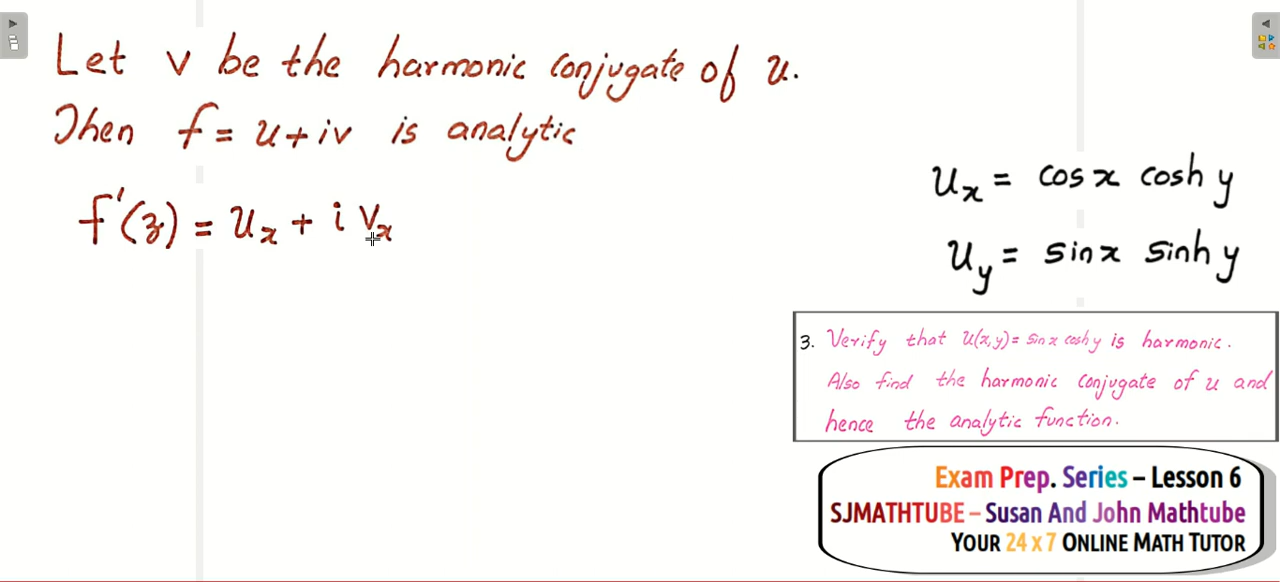 Let v be the harmonic conjugate of u.
Then f = u + iv is analytic
f'(z) = u_x + i v_x
u_x = cos x cosh y
u_y = sin x sinh y
3. Verify that u(x,y) = sin x cosh y is harmonic.
Also find the harmonic conjugate of u and
hence the analytic function.
Exam Prep. Series – Lesson 6
SJMATHTUBE – Susan And John Mathtube
YOUR 24 x 7 ONLINE MATH TUTOR